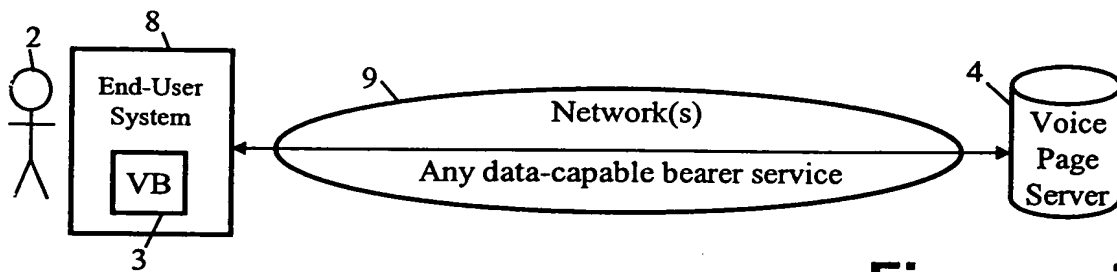 2
8
End-User
System
VB
3
9
Network(s)
Any data-capable bearer service
4
Voice
Page
Server